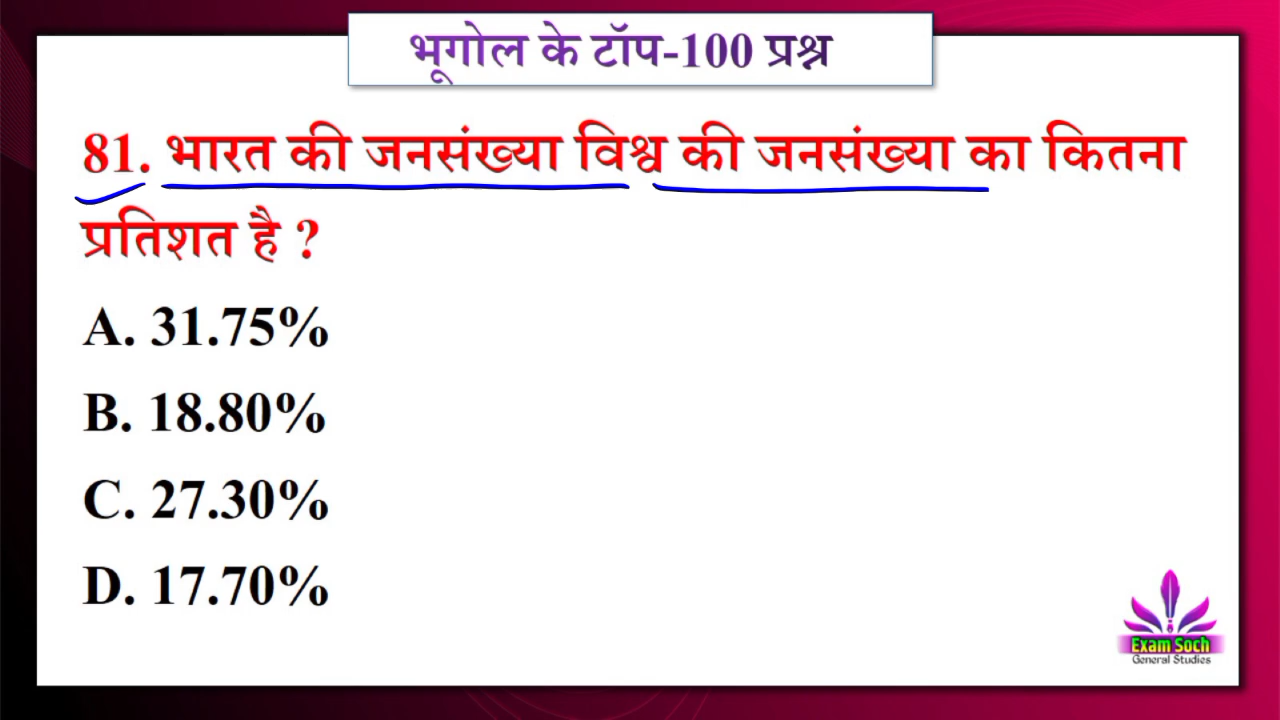 भूगोल के टॉप-100 प्रश्न
81. भारत की जनसंख्या विश्व की जनसंख्या का कितना
प्रतिशत है ?
A. 31.75%
B. 18.80%
C. 27.30%
D. 17.70%
Exam Soch
General Studies